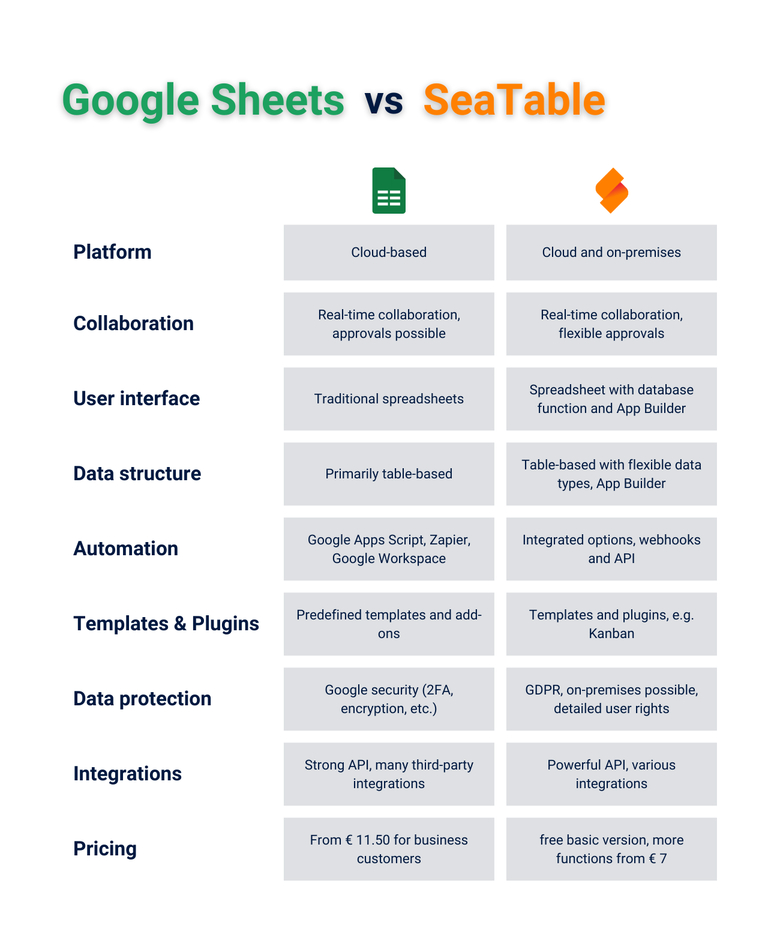 Google Sheets vs SeaTable
Platform
Cloud-based
Cloud and on-premises
Collaboration
Real-time collaboration,
approvals possible
Real-time collaboration,
flexible approvals
User interface
Traditional spreadsheets
Spreadsheet with database
function and App Builder
Data structure
Primarily table-based
Table-based with flexible data
types, App Builder
Automation
Google Apps Script, Zapier,
Google Workspace
Integrated options, webhooks
and API
Templates & Plugins
Predefined templates and add-
ons
Templates and plugins, e.g.
Kanban
Data protection
Google security (2FA,
encryption, etc.)
GDPR, on-premises possible,
detailed user rights
Integrations
Strong API, many third-party
integrations
Powerful API, various
integrations
Pricing
From € 11.50 for business
customers
free basic version, more
functions from € 7